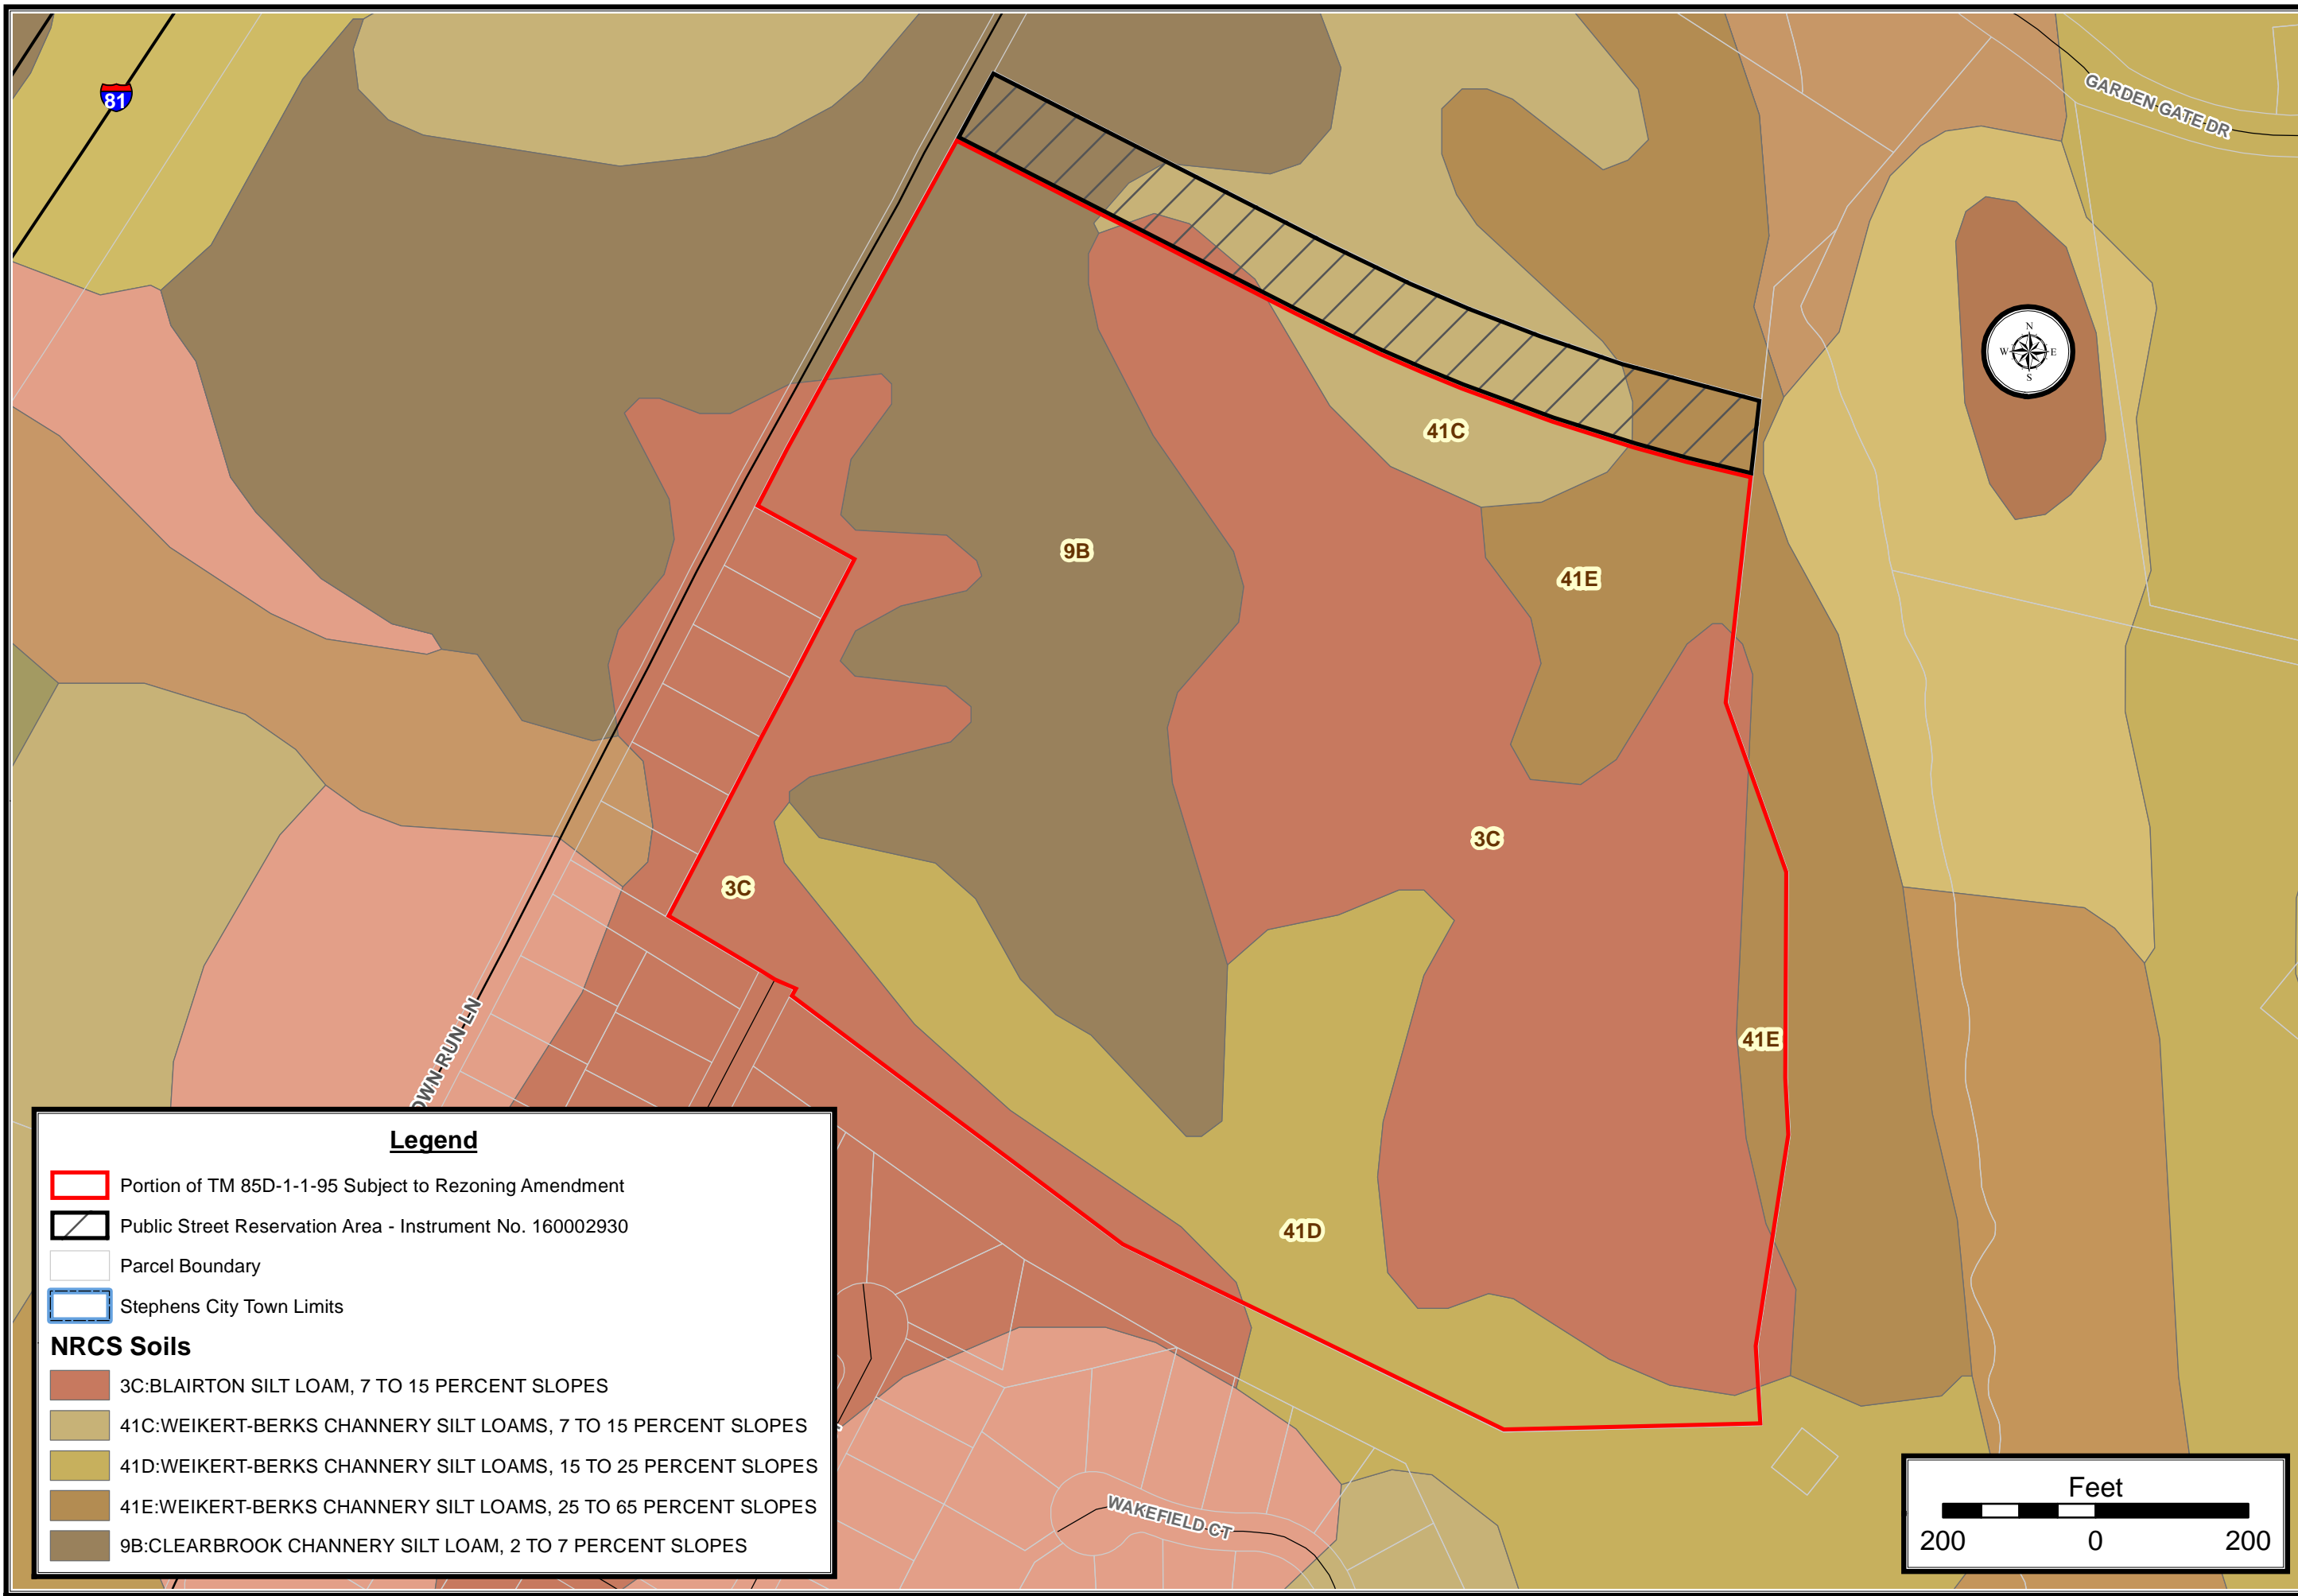 81
GARDEN GATE DR
N
W E
S
41C
9B
41E
3C
3C
41E
41D
OWN RUN LN
WAKEFIELD CT
Legend
Portion of TM 85D-1-1-95 Subject to Rezoning Amendment
Public Street Reservation Area - Instrument No. 160002930
Parcel Boundary
Stephens City Town Limits
NRCS Soils
3C:BLAIRTON SILT LOAM, 7 TO 15 PERCENT SLOPES
41C:WEIKERT-BERKS CHANNERY SILT LOAMS, 7 TO 15 PERCENT SLOPES
41D:WEIKERT-BERKS CHANNERY SILT LOAMS, 15 TO 25 PERCENT SLOPES
41E:WEIKERT-BERKS CHANNERY SILT LOAMS, 25 TO 65 PERCENT SLOPES
9B:CLEARBROOK CHANNERY SILT LOAM, 2 TO 7 PERCENT SLOPES
Feet
200 0 200